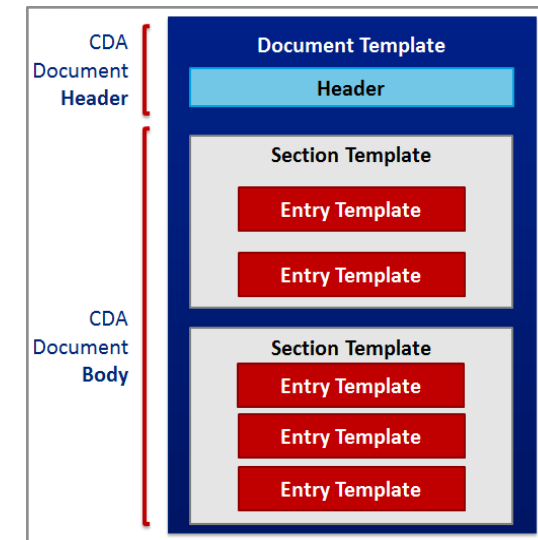 CDA
Document
Header
Document Template
Header
Section Template
Entry Template
Entry Template
CDA
Document
Body
Section Template
Entry Template
Entry Template
Entry Template